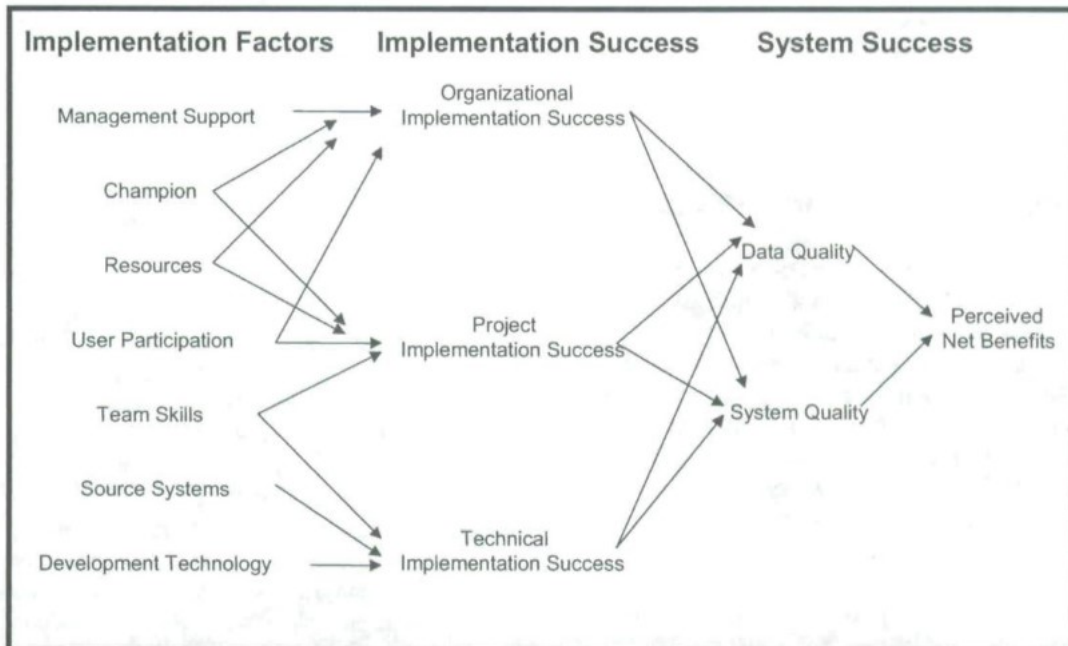 Implementation Factors Implementation Success System Success
Management Support
Champion
Resources
User Participation
Team Skills
Source Systems
Development Technology
Organizational
Implementation Success
Project
Implementation Success
Technical
Implementation Success
Data Quality
System Quality
Perceived
Net Benefits